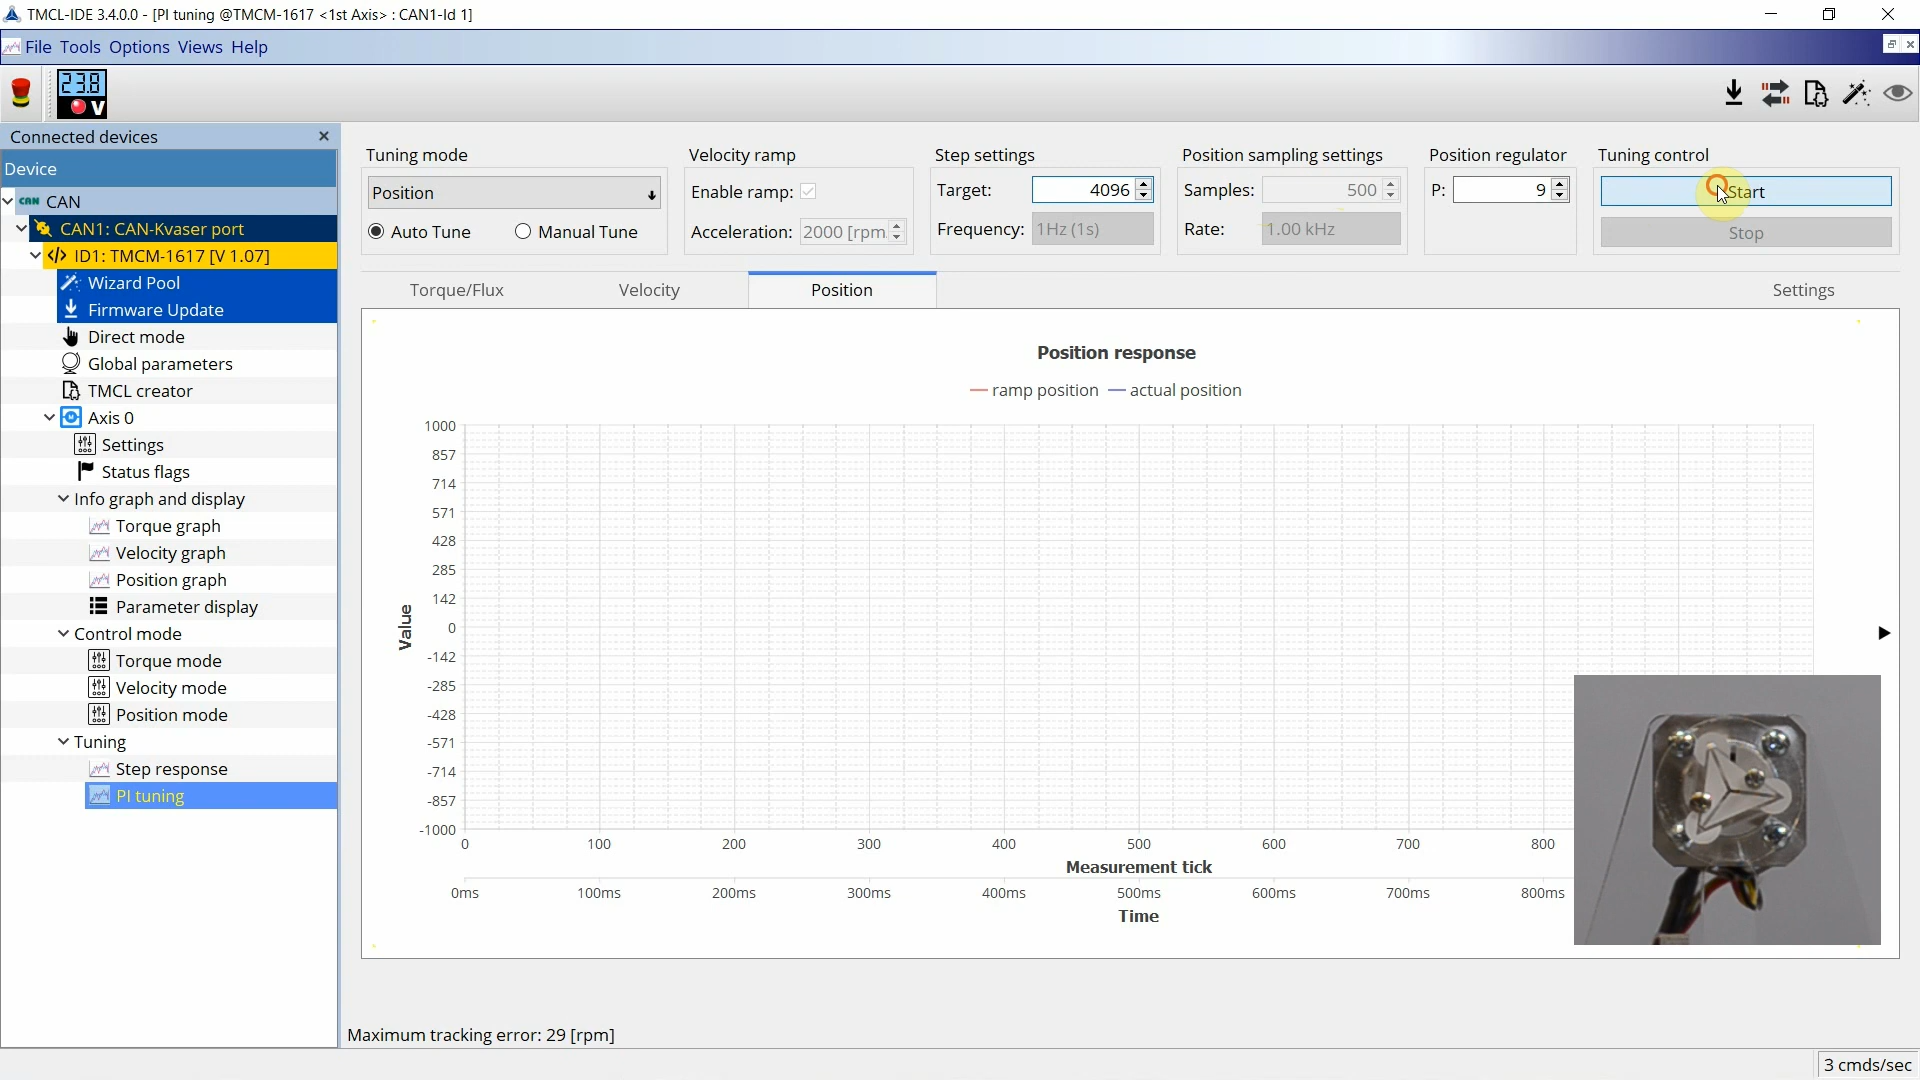 TMCL-IDE 3.4.0.0 - [PI tuning @TMCM-1617 <1st Axis> : CAN1-Id 1]
File Tools Options Views Help
23.8
V
Connected devices
Device
CAN CAN
CAN1: CAN-Kvaser port
ID1: TMCM-1617 [V 1.07]
Wizard Pool
Firmware Update
Direct mode
Global parameters
TMCL creator
Axis 0
Settings
Status flags
Info graph and display
Torque graph
Velocity graph
Position graph
Parameter display
Control mode
Torque mode
Velocity mode
Position mode
Tuning
Step response
PI tuning
Tuning mode
Position
Auto Tune
Manual Tune
Velocity ramp
Enable ramp:
Acceleration: 2000 [rpm
Step settings
Target: 4096
Frequency: 1Hz (1s)
Position sampling settings
Samples: 500
Rate: 1.00 kHz
Position regulator
P: 9
Tuning control
Start
Stop
Torque/Flux
Velocity
Position
Settings
Position response
ramp position
actual position
1000
857
714
571
428
285
142
0
-142
-285
-428
-571
-714
-857
-1000
Value
0 100 200 300 400 500 600 700 800
Measurement tick
0ms 100ms 200ms 300ms 400ms 500ms 600ms 700ms 800ms
Time
Maximum tracking error: 29 [rpm]
3 cmds/sec